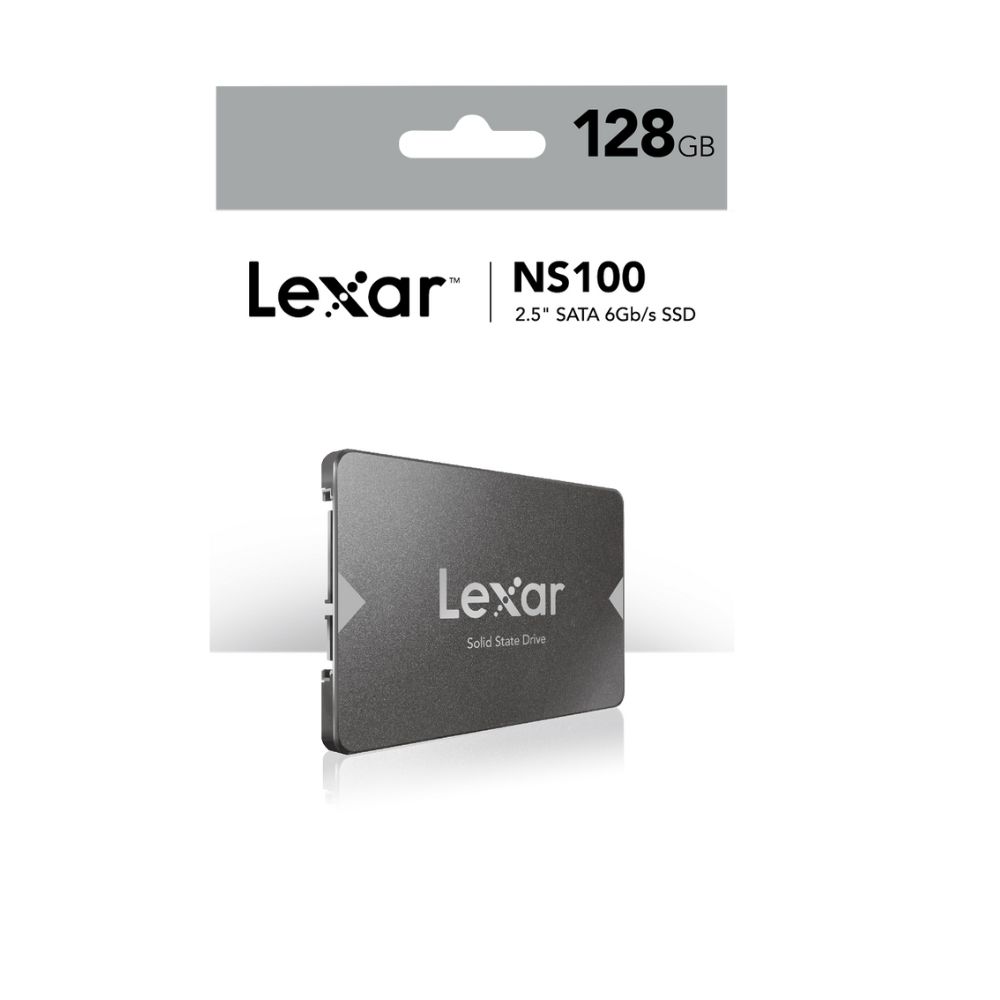 128GB
Lexar™
NS100
2.5" SATA 6Gb/s SSD
Lexar
Solid State Drive